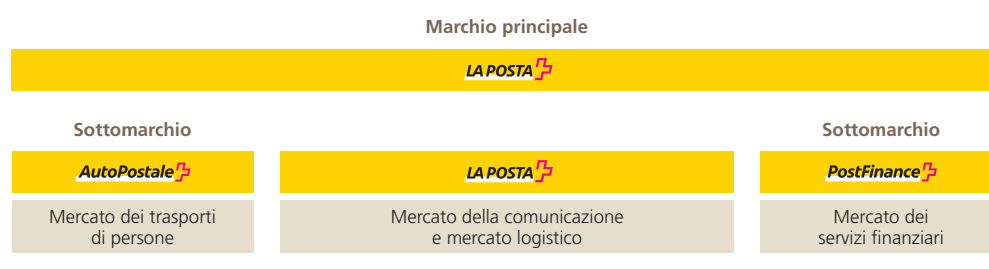 Marchio principale
LA POSTA
Sottomarchio
Sottomarchio
AutoPostale
LA POSTA
PostFinance
Mercato dei trasporti
di persone
Mercato della comunicazione
e mercato logistico
Mercato dei
servizi finanziari